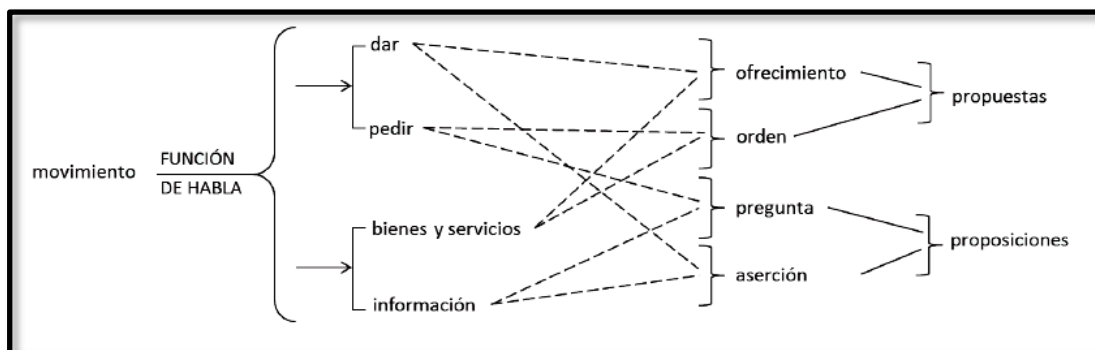 dar
ofrecimiento
propuestas
pedir
orden
movimiento
FUNCIÓN
DE HABLA
bienes y servicios
pregunta
proposiciones
información
aserción